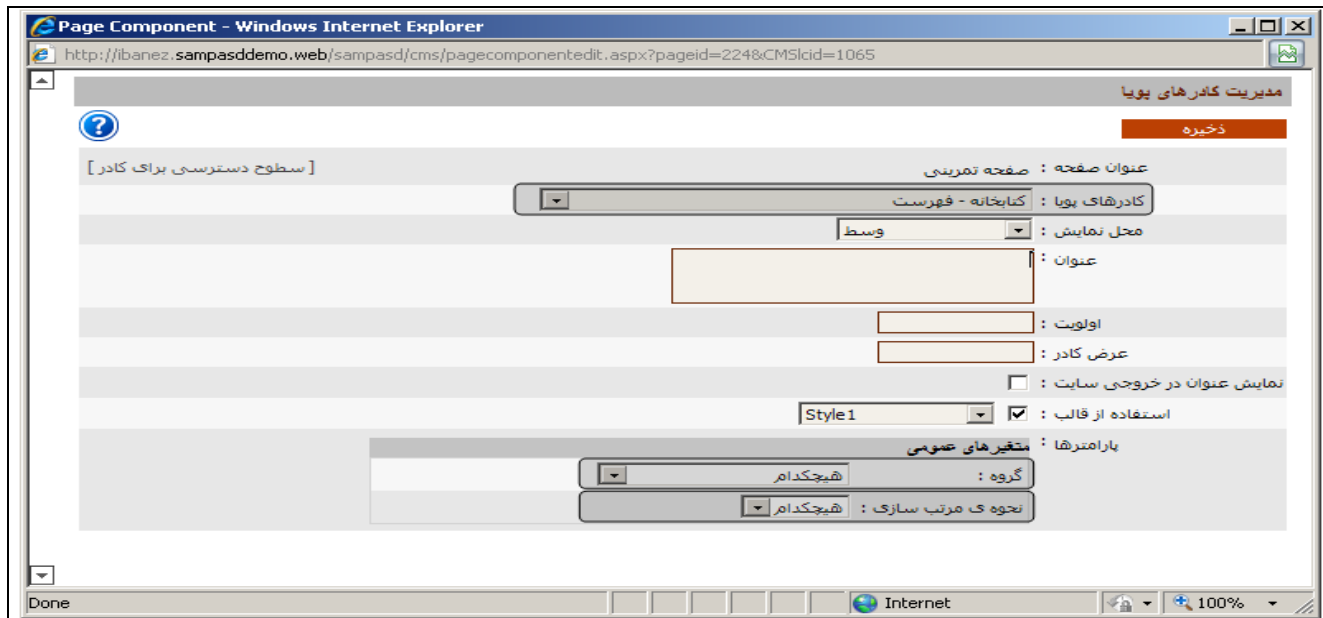 Page Component - Windows Internet Explorer
http://ibanez.sampasddemo.web/sampasd/cms/pagecomponentedit.aspx?pageid=224&CMSlcid=1065
مدیریت کادرهای پویا
ذخیره
عنوان صفحه : صفحه تمرینی [ سطوح دسترسی برای کادر ]
کادرهای پویا : کتابخانه - فهرست
محل نمایش : وسط
عنوان :
اولویت :
عرض کادر :
نمایش عنوان در خروجی سایت :
استفاده از قالب : Style1
پارامترها : متغیرهای عمومی
گروه : هیچکدام
نحوه ی مرتب سازی : هیچکدام
Done Internet 100%